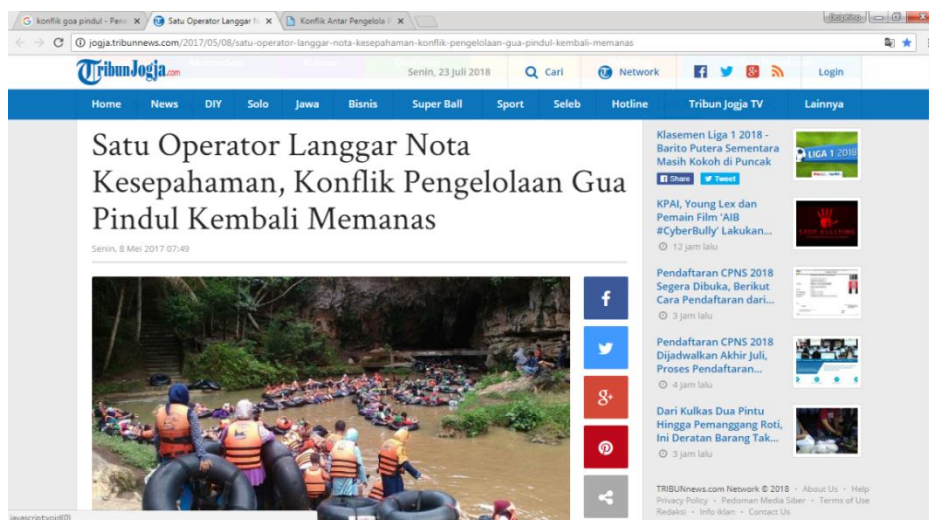 konflik goa pindul - Pene
Satu Operator Langgar N
Konflik Antar Pengelola
jogja.tribunnews.com/2017/05/08/satu-operator-langgar-nota-kesepahaman-konflik-pengelolaan-gua-pindul-kembali-memanas
TribunJogja.com
Senin, 23 Juli 2018
Cari
Network
Login
Home News DIY Solo Jawa Bisnis Super Ball Sport Seleb Hotline Tribun Jogja TV Lainnya
Satu Operator Langgar Nota
Kesepahaman, Konflik Pengelolaan Gua
Pindul Kembali Memanas
Senin, 8 Mei 2017 07:49
Klasemen Liga 1 2018 -
Barito Putera Sementara
Masih Kokoh di Puncak
Share Tweet
LIGA 1 2018
KPAI, Young Lex dan
Pemain Film 'AIB
#CyberBully' Lakukan...
12 jam lalu
STOP BULLYING
Pendaftaran CPNS 2018
Segera Dibuka, Berikut
Cara Pendaftaran dari...
3 jam lalu
Pendaftaran CPNS 2018
Dijadwalkan Akhir Juli,
Proses Pendaftaran...
4 jam lalu
Dari Kulkas Dua Pintu
Hingga Pemanggang Roti,
Ini Deratan Barang Tak...
3 jam lalu
TRIBUNnews.com Network © 2018 · About Us · Help
Privacy Policy · Pedoman Media Siber · Terms of Use
Redaksi · Info iklan · Contact Us
javascript:void(0)